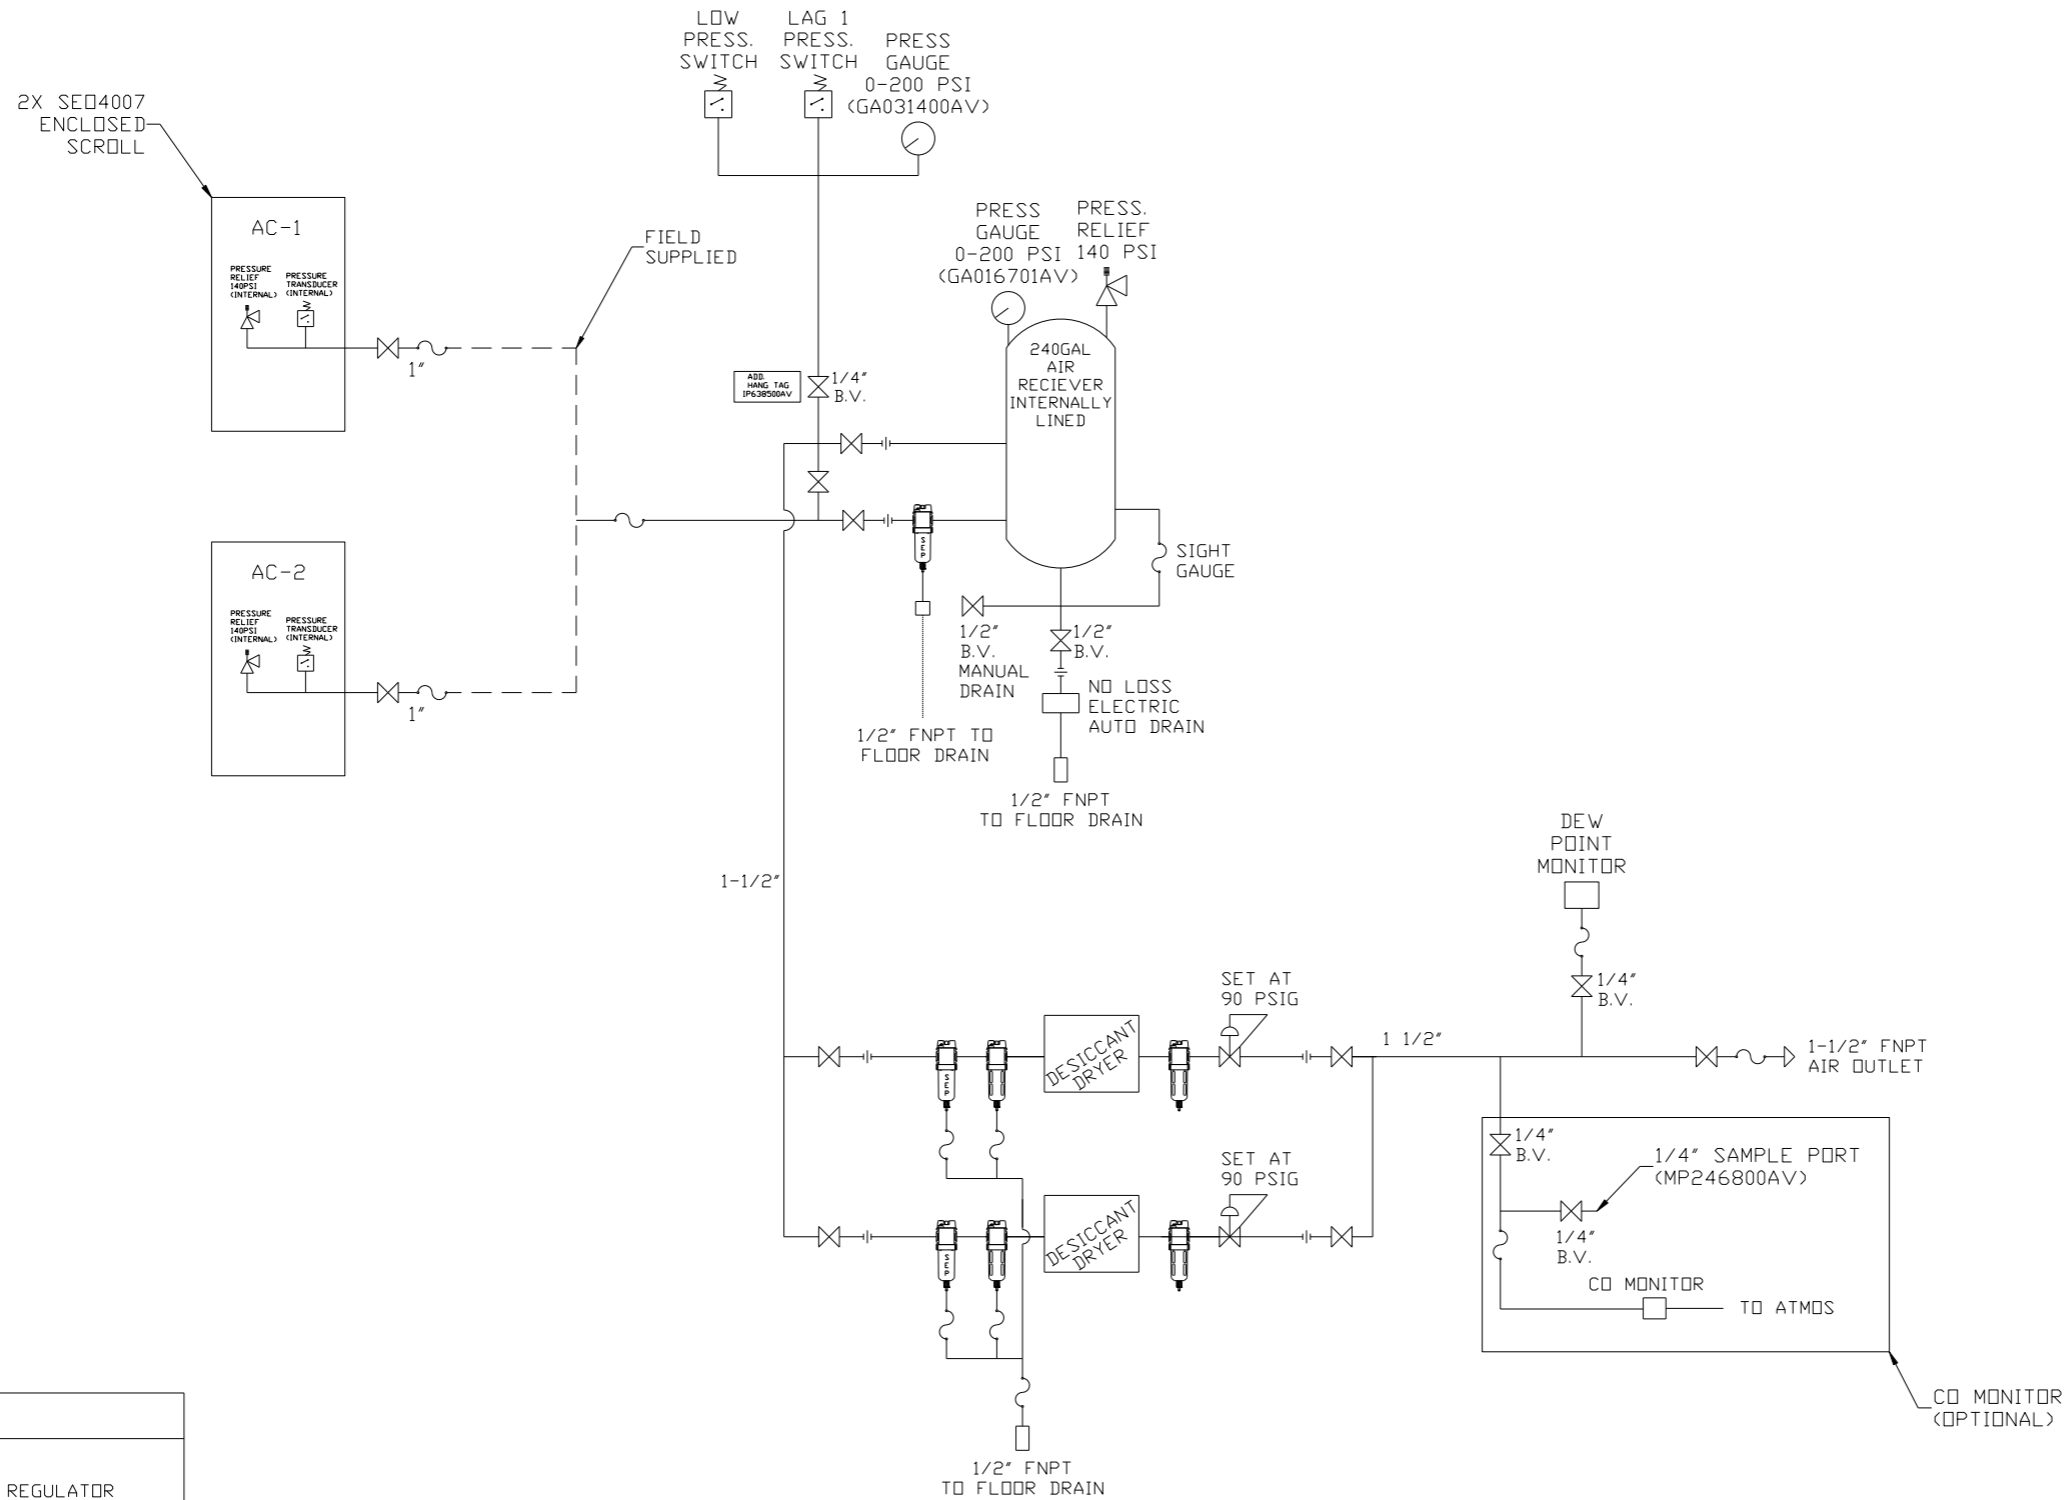 LOW
PRESS.
SWITCH
LAG 1
PRESS.
SWITCH
PRESS
GAUGE
0-200 PSI
(GA031400AV)
2X SEO4007
ENCLOSED
SCROLL
AC-1
PRESSURE
RELIEF
140PSI
(INTERNAL)
PRESSURE
TRANSDUCER
(INTERNAL)
1"
FIELD
SUPPLIED
PRESS
GAUGE
0-200 PSI
(GA016701AV)
PRESS.
RELIEF
140 PSI
240GAL
AIR
RECIEVER
INTERNALLY
LINED
ADD
HANG TAG
IP638500AV
1/4"
B.V.
SEP
SIGHT
GAUGE
AC-2
PRESSURE
RELIEF
140PSI
(INTERNAL)
PRESSURE
TRANSDUCER
(INTERNAL)
1"
1/2"
B.V.
MANUAL
DRAIN
1/2"
B.V.
NO LOSS
ELECTRIC
AUTO DRAIN
1/2" FNPT TO
FLOOR DRAIN
1/2" FNPT
TO FLOOR DRAIN
1-1/2"
DEW
POINT
MONITOR
1/4"
B.V.
SET AT
90 PSIG
DESICCANT
DRYER
SEP
1 1/2"
1-1/2" FNPT
AIR OUTLET
SET AT
90 PSIG
DESICCANT
DRYER
SEP
1/4"
B.V.
1/4" SAMPLE PORT
(MP246800AV)
1/4"
B.V.
CO MONITOR
TO ATMOS
CO MONITOR
(OPTIONAL)
1/2" FNPT
TO FLOOR DRAIN
REGULATOR